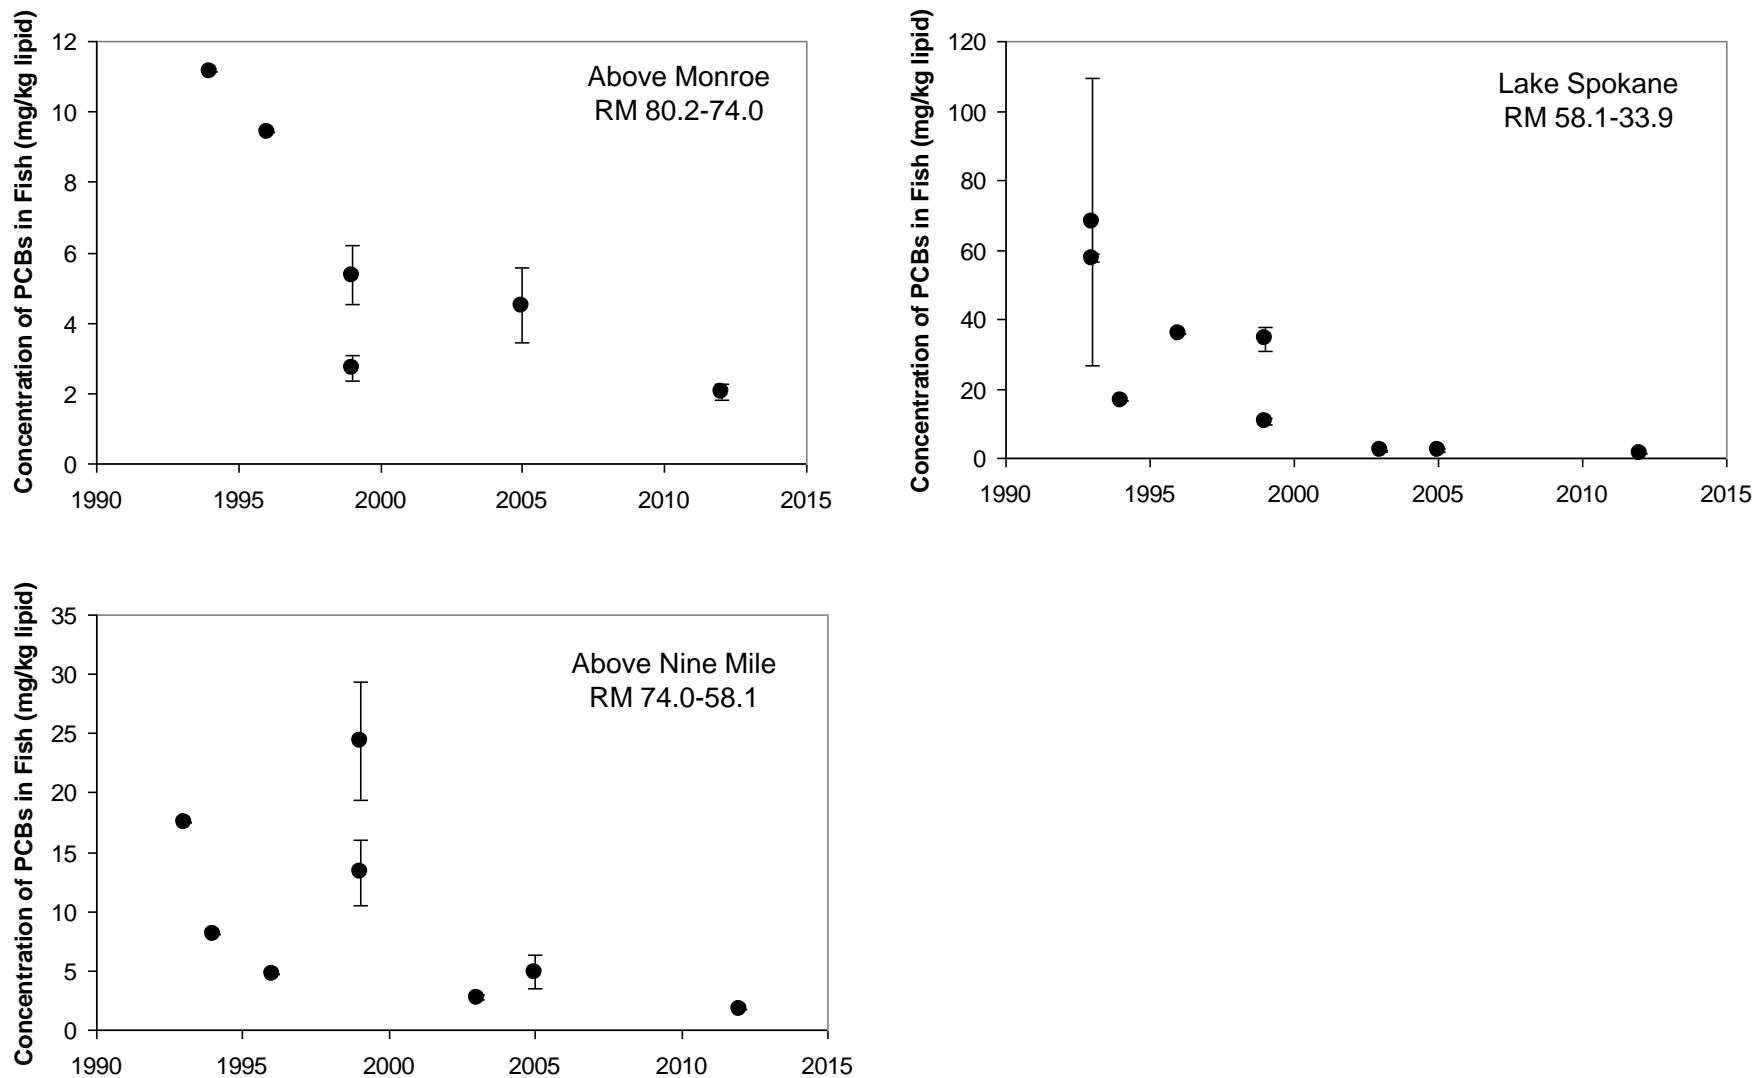 Concentration of PCBs in Fish (mg/kg lipid)
12
10
8
6
4
2
0
1990 1995 2000 2005 2010 2015
Above Monroe
RM 80.2-74.0
Concentration of PCBs in Fish (mg/kg lipid)
120
100
80
60
40
20
0
1990 1995 2000 2005 2010 2015
Lake Spokane
RM 58.1-33.9
Concentration of PCBs in Fish (mg/kg lipid)
35
30
25
20
15
10
5
0
1990 1995 2000 2005 2010 2015
Above Nine Mile
RM 74.0-58.1